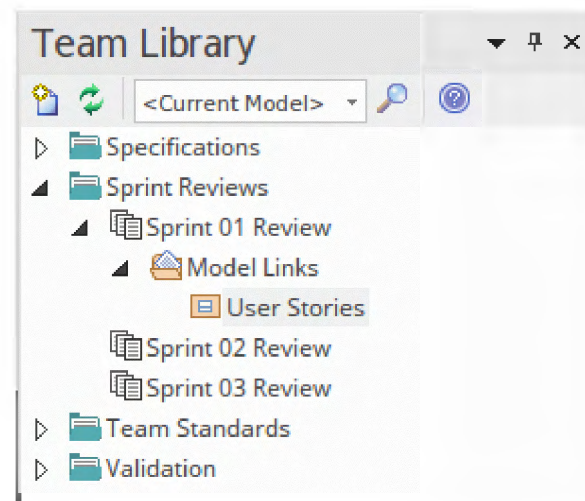 Team Library
<Current Model>
Specifications
Sprint Reviews
Sprint 01 Review
Model Links
User Stories
Sprint 02 Review
Sprint 03 Review
Team Standards
Validation